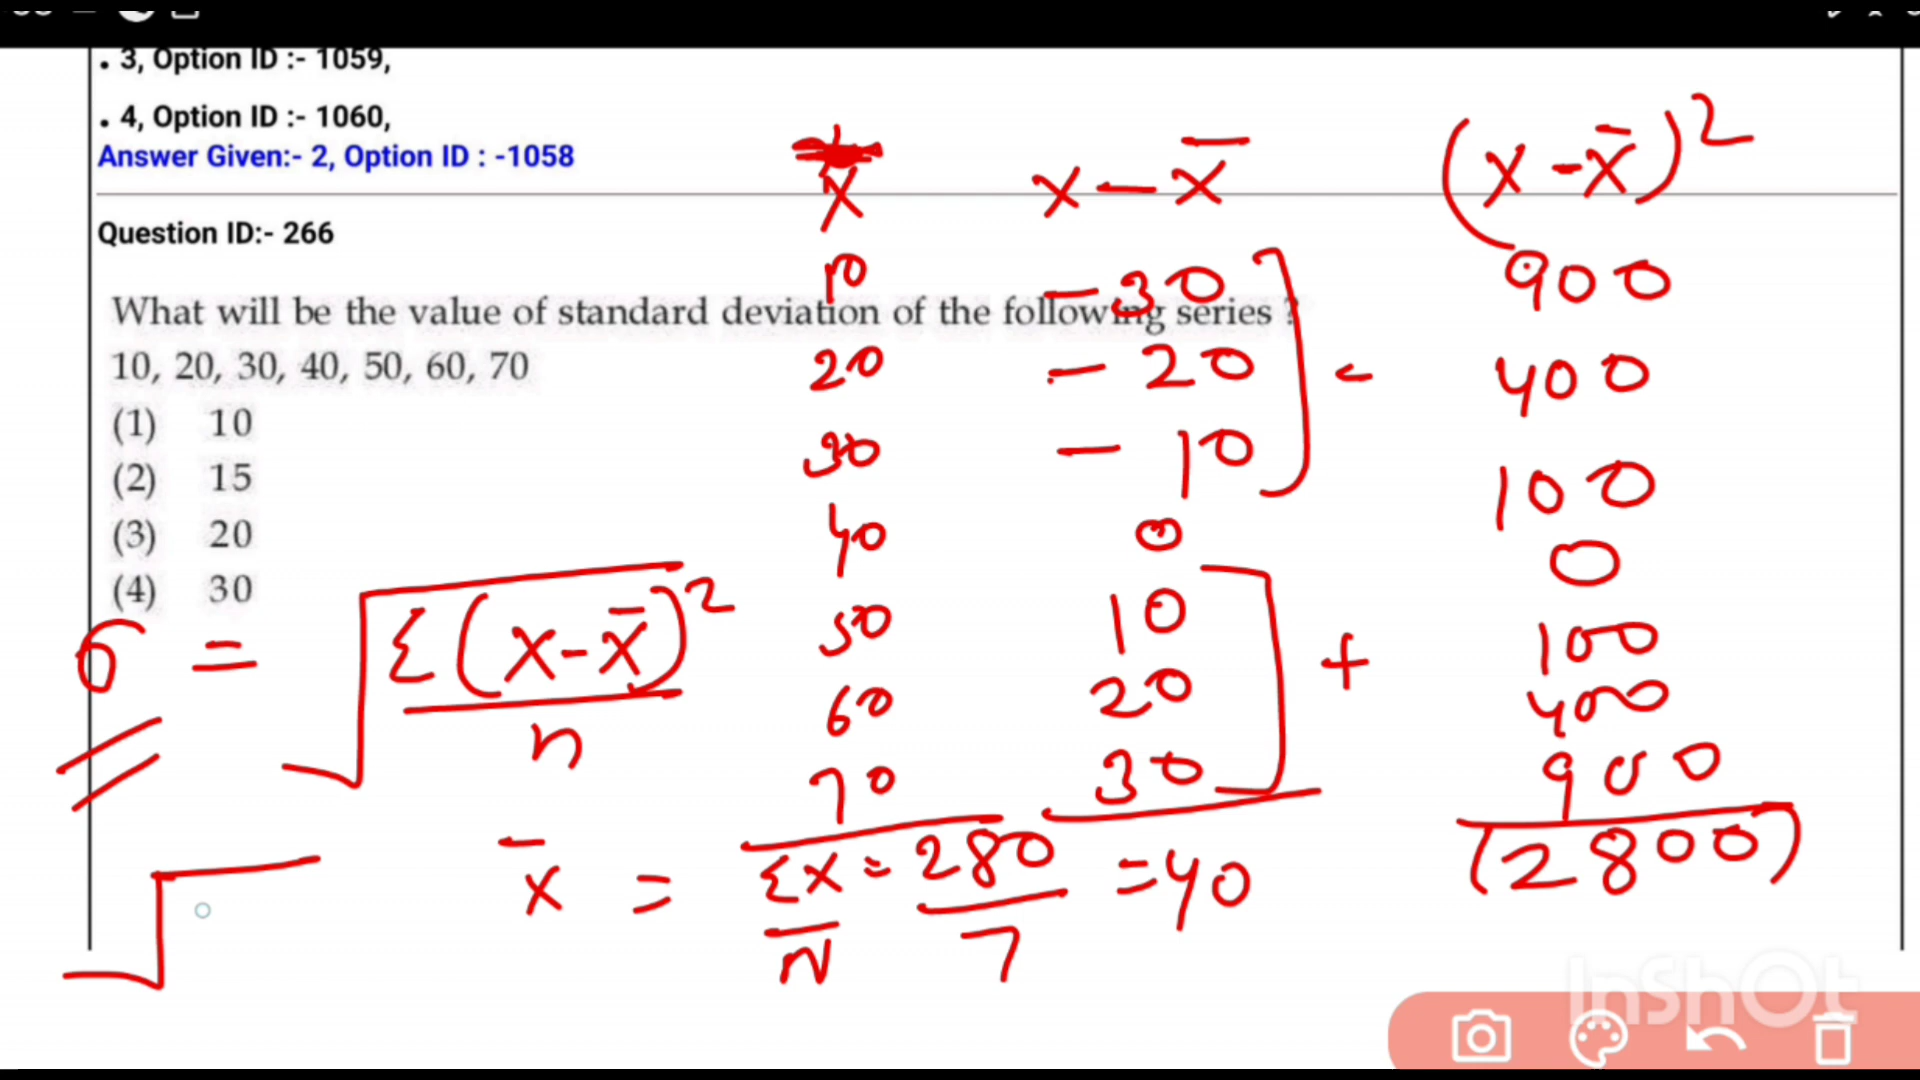 . 3, Option ID :- 1059,
. 4, Option ID :- 1060,
Answer Given:- 2, Option ID : -1058
Question ID:- 266
What will be the value of standard deviation of the following series ?
10, 20, 30, 40, 50, 60, 70
(1) 10
(2) 15
(3) 20
(4) 30
x x - x̄ (x - x̄)²
10 -30 900
20 -20 - 400
30 -10 100
40 0 0
50 10 100
60 20 + 400
70 30 900
σ = √Σ(x-x̄)²
n
x̄ = Σx = 280 = 40 (2800)
N 7
√
InShOt